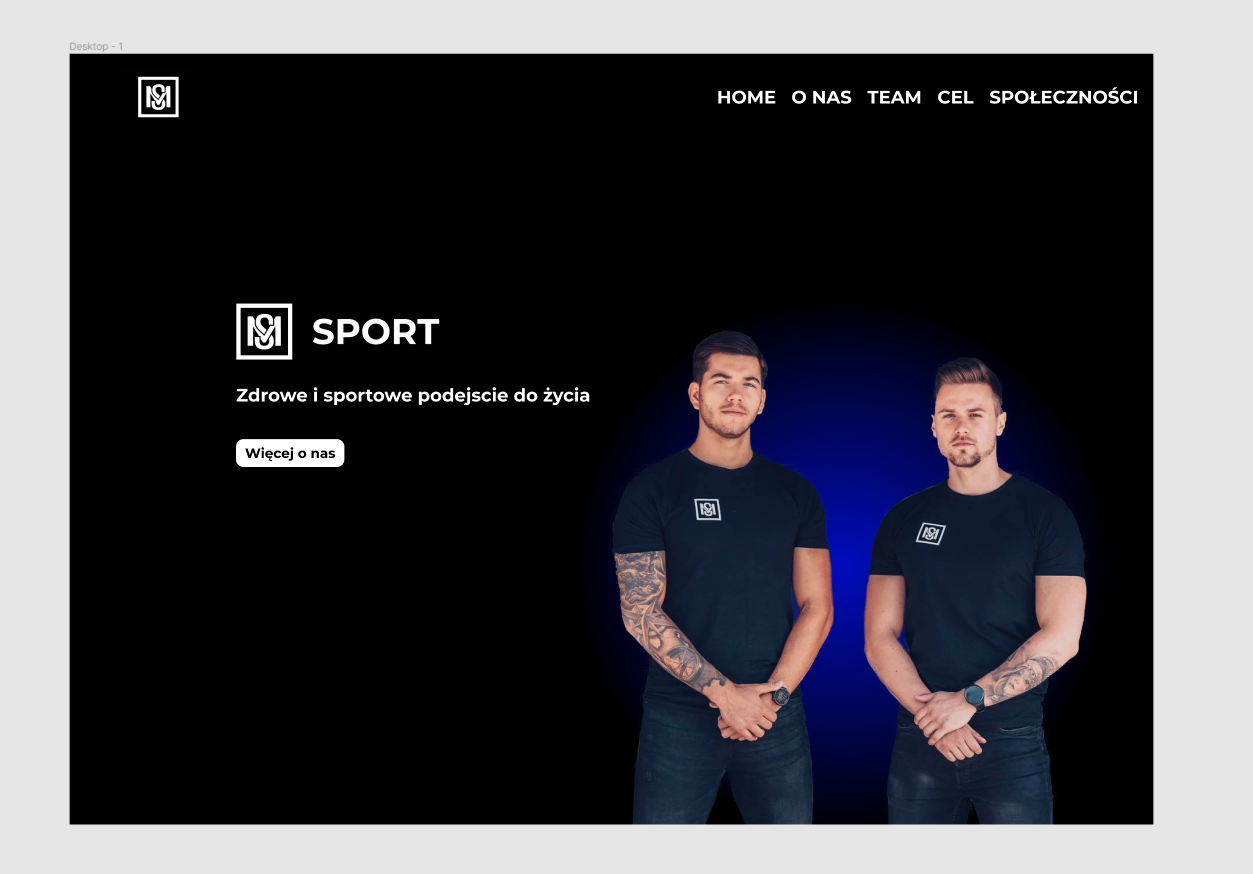 Desktop - 1
HOME O NAS TEAM CEL SPOŁECZNOŚCI
SPORT
Zdrowe i sportowe podejscie do życia
Więcej o nas